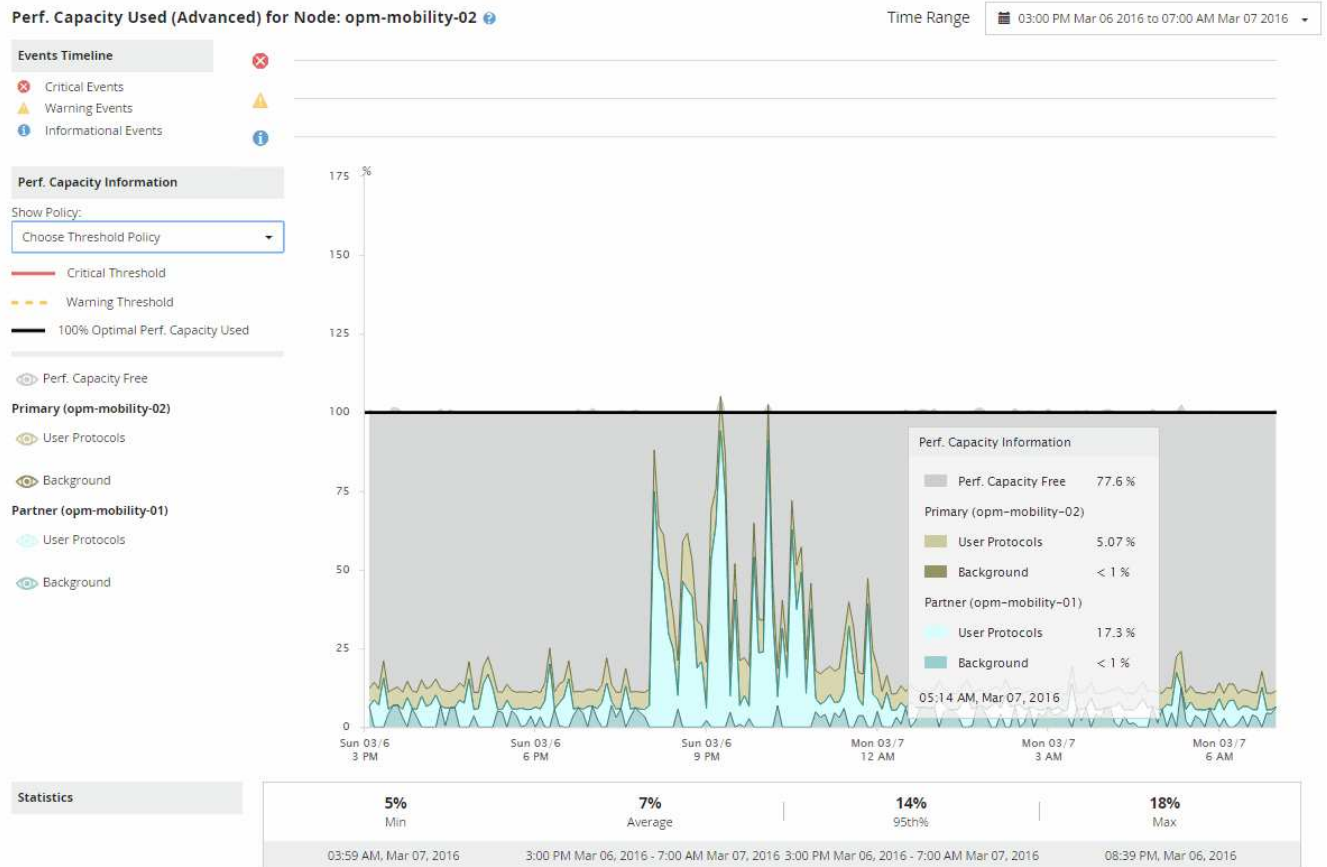 Perf. Capacity Used (Advanced) for Node: opm-mobility-02
Time Range 03:00 PM Mar 06 2016 to 07:00 AM Mar 07 2016
Events Timeline
Critical Events
Warning Events
Informational Events
Perf. Capacity Information
Show Policy:
Choose Threshold Policy
Critical Threshold
Warning Threshold
100% Optimal Perf. Capacity Used
Perf. Capacity Free
Primary (opm-mobility-02)
User Protocols
Background
Partner (opm-mobility-01)
User Protocols
Background
%
175
150
125
100
75
50
25
0
Sun 03/6 3 PM
Sun 03/6 6 PM
Sun 03/6 9 PM
Mon 03/7 12 AM
Mon 03/7 3 AM
Mon 03/7 6 AM
Perf. Capacity Information
Perf. Capacity Free 77.6 %
Primary (opm-mobility-02)
User Protocols 5.07 %
Background < 1 %
Partner (opm-mobility-01)
User Protocols 17.3 %
Background < 1 %
05:14 AM, Mar 07, 2016
Statistics
5% 7% 14% 18%
Min Average 95th% Max
03:59 AM, Mar 07, 2016 3:00 PM Mar 06, 2016 - 7:00 AM Mar 07, 2016 3:00 PM Mar 06, 2016 - 7:00 AM Mar 07, 2016 08:39 PM, Mar 06, 2016